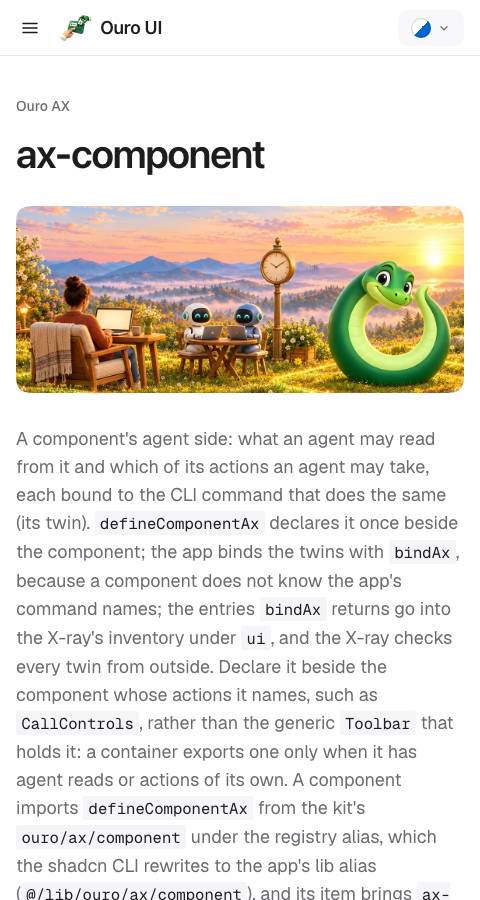 Ouro UI
Ouro AX
ax-component
A component's agent side: what an agent may read
from it and which of its actions an agent may take,
each bound to the CLI command that does the same
(its twin). defineComponentAx declares it once beside
the component; the app binds the twins with bindAx,
because a component does not know the app's
command names; the entries bindAx returns go into
the X-ray's inventory under ui, and the X-ray checks
every twin from outside. Declare it beside the
component whose actions it names, such as
CallControls, rather than the generic Toolbar that
holds it: a container exports one only when it has
agent reads or actions of its own. A component
imports defineComponentAx from the kit's
ouro/ax/component under the registry alias, which
the shadcn CLI rewrites to the app's lib alias
(@/lib/ouro/ax/component), and its item brings ax-